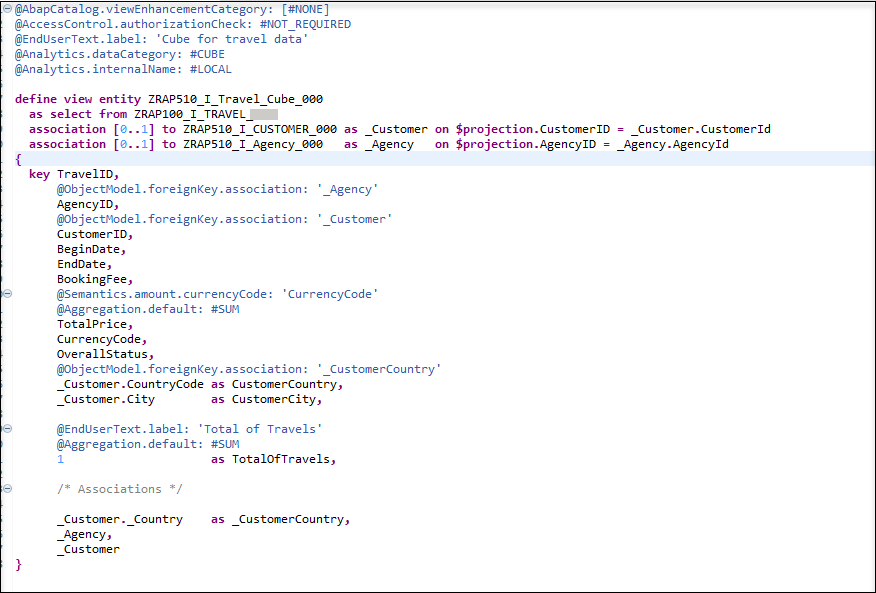 @AbapCatalog.viewEnhancementCategory: [#NONE]
@AccessControl.authorizationCheck: #NOT_REQUIRED
@EndUserText.label: 'Cube for travel data'
@Analytics.dataCategory: #CUBE
@Analytics.internalName: #LOCAL
define view entity ZRAP510_I_Travel_Cube_000
as select from ZRAP100_I_TRAVEL_
association [0..1] to ZRAP510_I_CUSTOMER_000 as _Customer on $projection.CustomerID = _Customer.CustomerId
association [0..1] to ZRAP510_I_Agency_000   as _Agency   on $projection.AgencyID = _Agency.AgencyId
{
key TravelID,
@ObjectModel.foreignKey.association: '_Agency'
AgencyID,
@ObjectModel.foreignKey.association: '_Customer'
CustomerID,
BeginDate,
EndDate,
BookingFee,
@Semantics.amount.currencyCode: 'CurrencyCode'
@Aggregation.default: #SUM
TotalPrice,
CurrencyCode,
OverallStatus,
@ObjectModel.foreignKey.association: '_CustomerCountry'
_Customer.CountryCode as CustomerCountry,
_Customer.City        as CustomerCity,
@EndUserText.label: 'Total of Travels'
@Aggregation.default: #SUM
1                     as TotalOfTravels,
/* Associations */
_Customer._Country    as _CustomerCountry,
_Agency,
_Customer
}